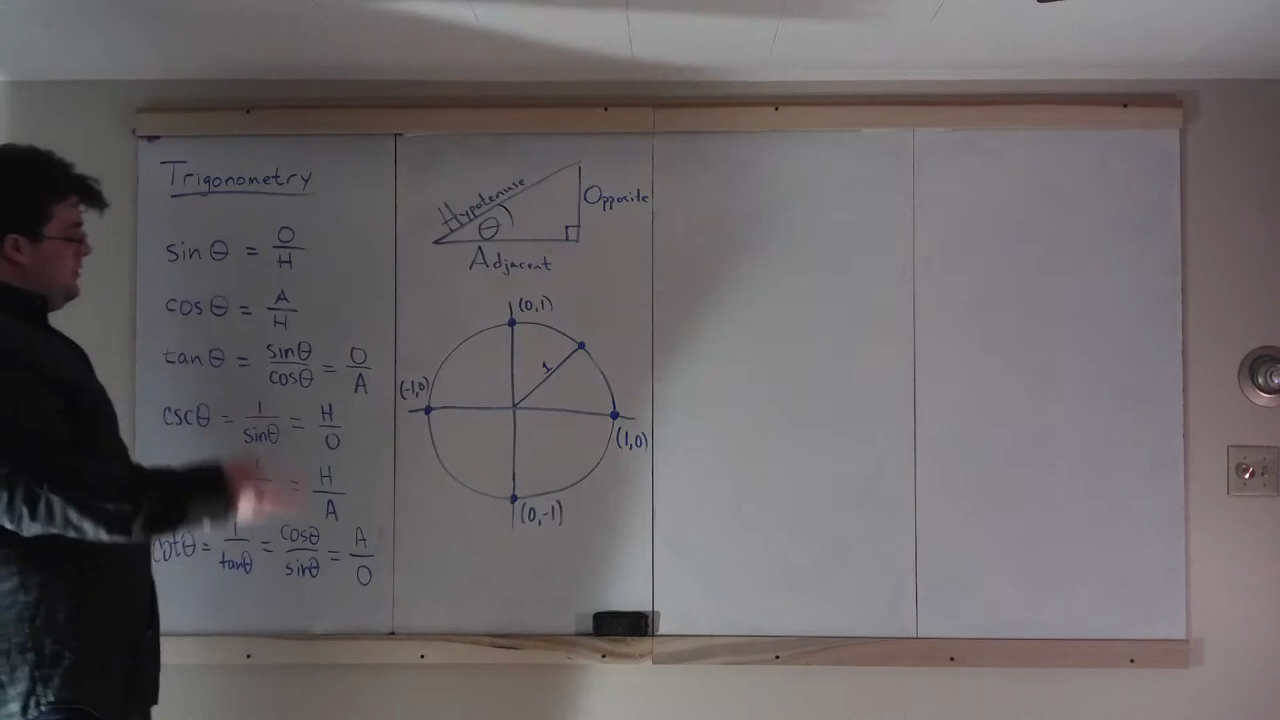 Trigonometry
sinθ = O/H
cosθ = A/H
tanθ = sinθ/cosθ = O/A
cscθ = 1/sinθ = H/O
= H/A
cotθ = 1/tanθ = cosθ/sinθ = A/O
Hypotenuse
Opposite
θ
Adjacent
(0,1)
1
(-1,0)
(1,0)
(0,-1)